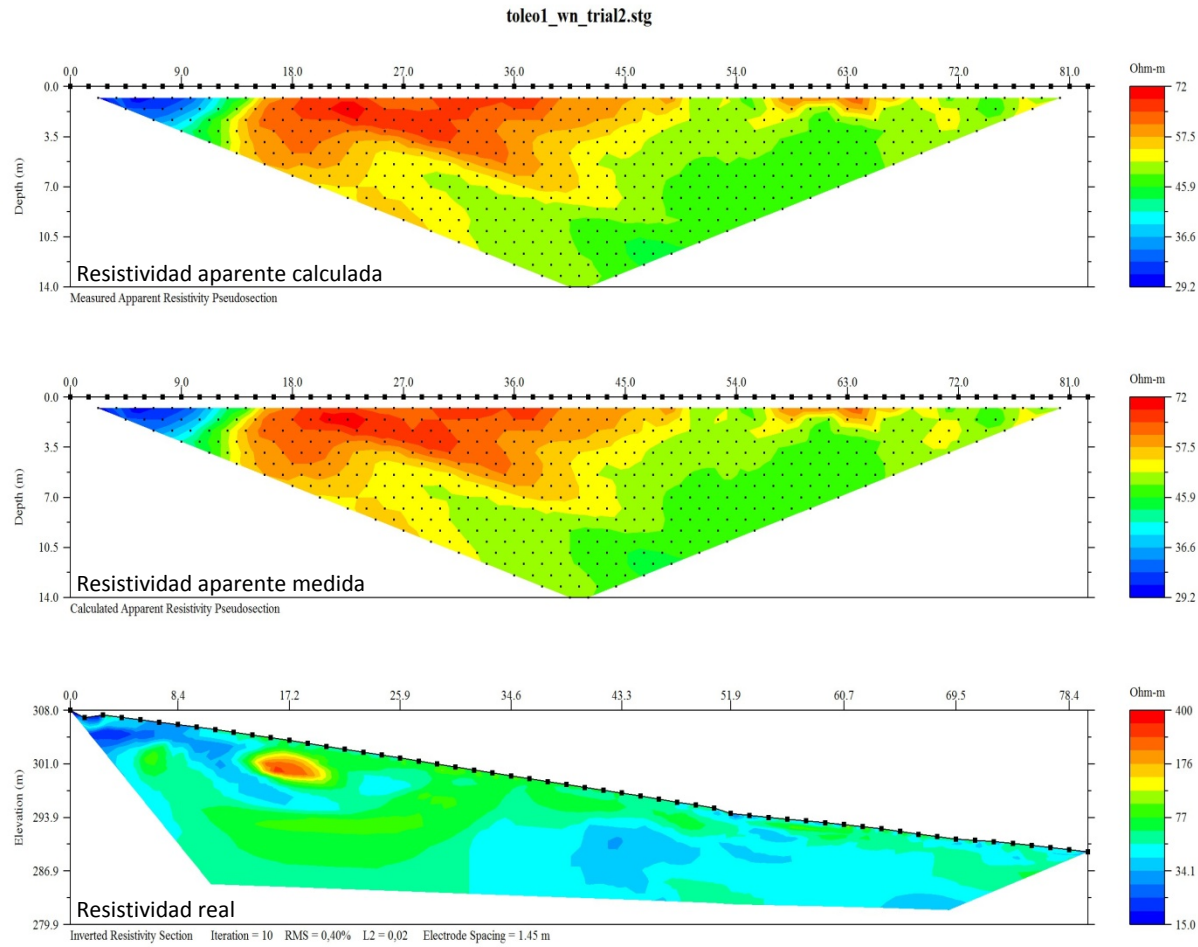 toleo1_wn_trial2.stg
0.0 9.0 18.0 27.0 36.0 45.0 54.0 63.0 72.0 81.0
Ohm-m
0.0
3.5
7.0
10.5
14.0
Depth (m)
72
57.5
45.9
36.6
29.2
Resistividad aparente calculada
Measured Apparent Resistivity Pseudosection
0.0 9.0 18.0 27.0 36.0 45.0 54.0 63.0 72.0 81.0
Ohm-m
0.0
3.5
7.0
10.5
14.0
Depth (m)
72
57.5
45.9
36.6
29.2
Resistividad aparente medida
Calculated Apparent Resistivity Pseudosection
0.0 8.4 17.2 25.9 34.6 43.3 51.9 60.7 69.5 78.4
Ohm-m
308.0
301.0
293.9
286.9
279.9
Elevation (m)
400
176
77
34.1
15.0
Resistividad real
Inverted Resistivity Section Iteration = 10 RMS = 0,40% L2 = 0,02 Electrode Spacing = 1.45 m